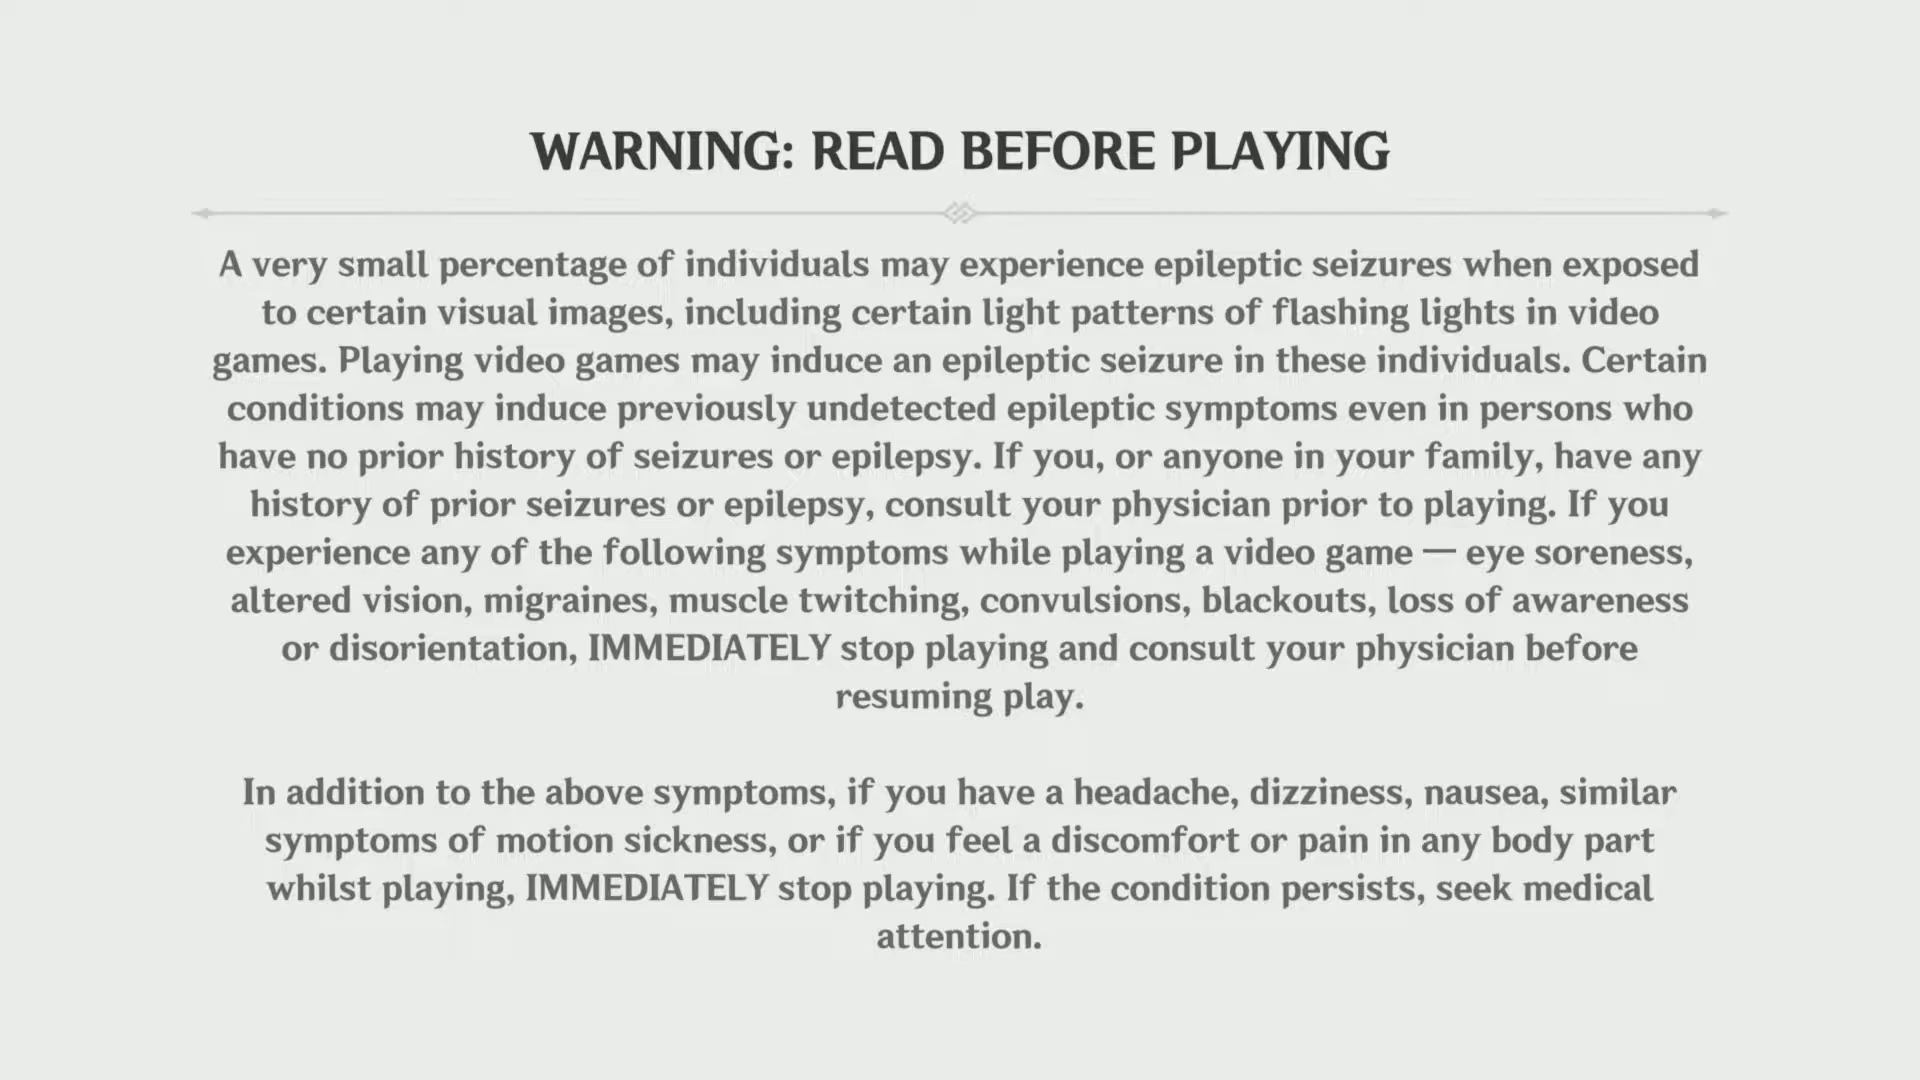 WARNING: READ BEFORE PLAYING
A very small percentage of individuals may experience epileptic seizures when exposed
to certain visual images, including certain light patterns of flashing lights in video
games. Playing video games may induce an epileptic seizure in these individuals. Certain
conditions may induce previously undetected epileptic symptoms even in persons who
have no prior history of seizures or epilepsy. If you, or anyone in your family, have any
history of prior seizures or epilepsy, consult your physician prior to playing. If you
experience any of the following symptoms while playing a video game — eye soreness,
altered vision, migraines, muscle twitching, convulsions, blackouts, loss of awareness
or disorientation, IMMEDIATELY stop playing and consult your physician before
resuming play.
In addition to the above symptoms, if you have a headache, dizziness, nausea, similar
symptoms of motion sickness, or if you feel a discomfort or pain in any body part
whilst playing, IMMEDIATELY stop playing. If the condition persists, seek medical
attention.